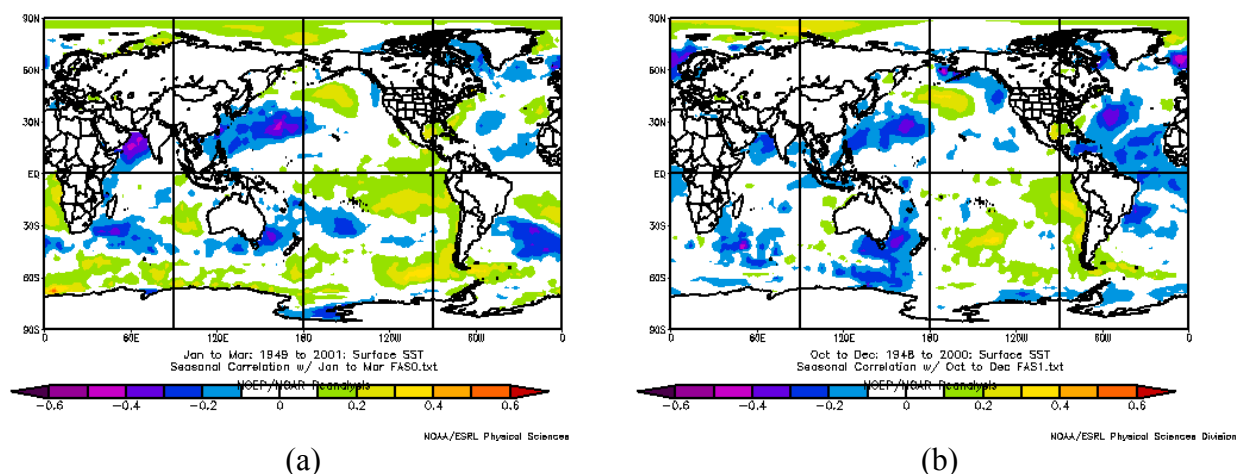 90N
60N
30N
EQ
30S
60S
90S
0 60E 120E 180 120W 60W 0
Jan to Mar: 1949 to 2001: Surface SST
Seasonal Correlation w/ Jan to Mar FAS0.txt
NCEP/NCAR Reanalysis
-0.6 -0.4 -0.2 0 0.2 0.4 0.6
NOAA/ESRL Physical Sciences
(a)
90N
60N
30N
EQ
30S
60S
90S
0 60E 120E 180 120W 60W 0
Oct to Dec: 1948 to 2000: Surface SST
Seasonal Correlation w/ Oct to Dec FAS1.txt
NCEP/NCAR Reanalysis
-0.6 -0.4 -0.2 0 0.2 0.4 0.6
NOAA/ESRL Physical Sciences Division
(b)